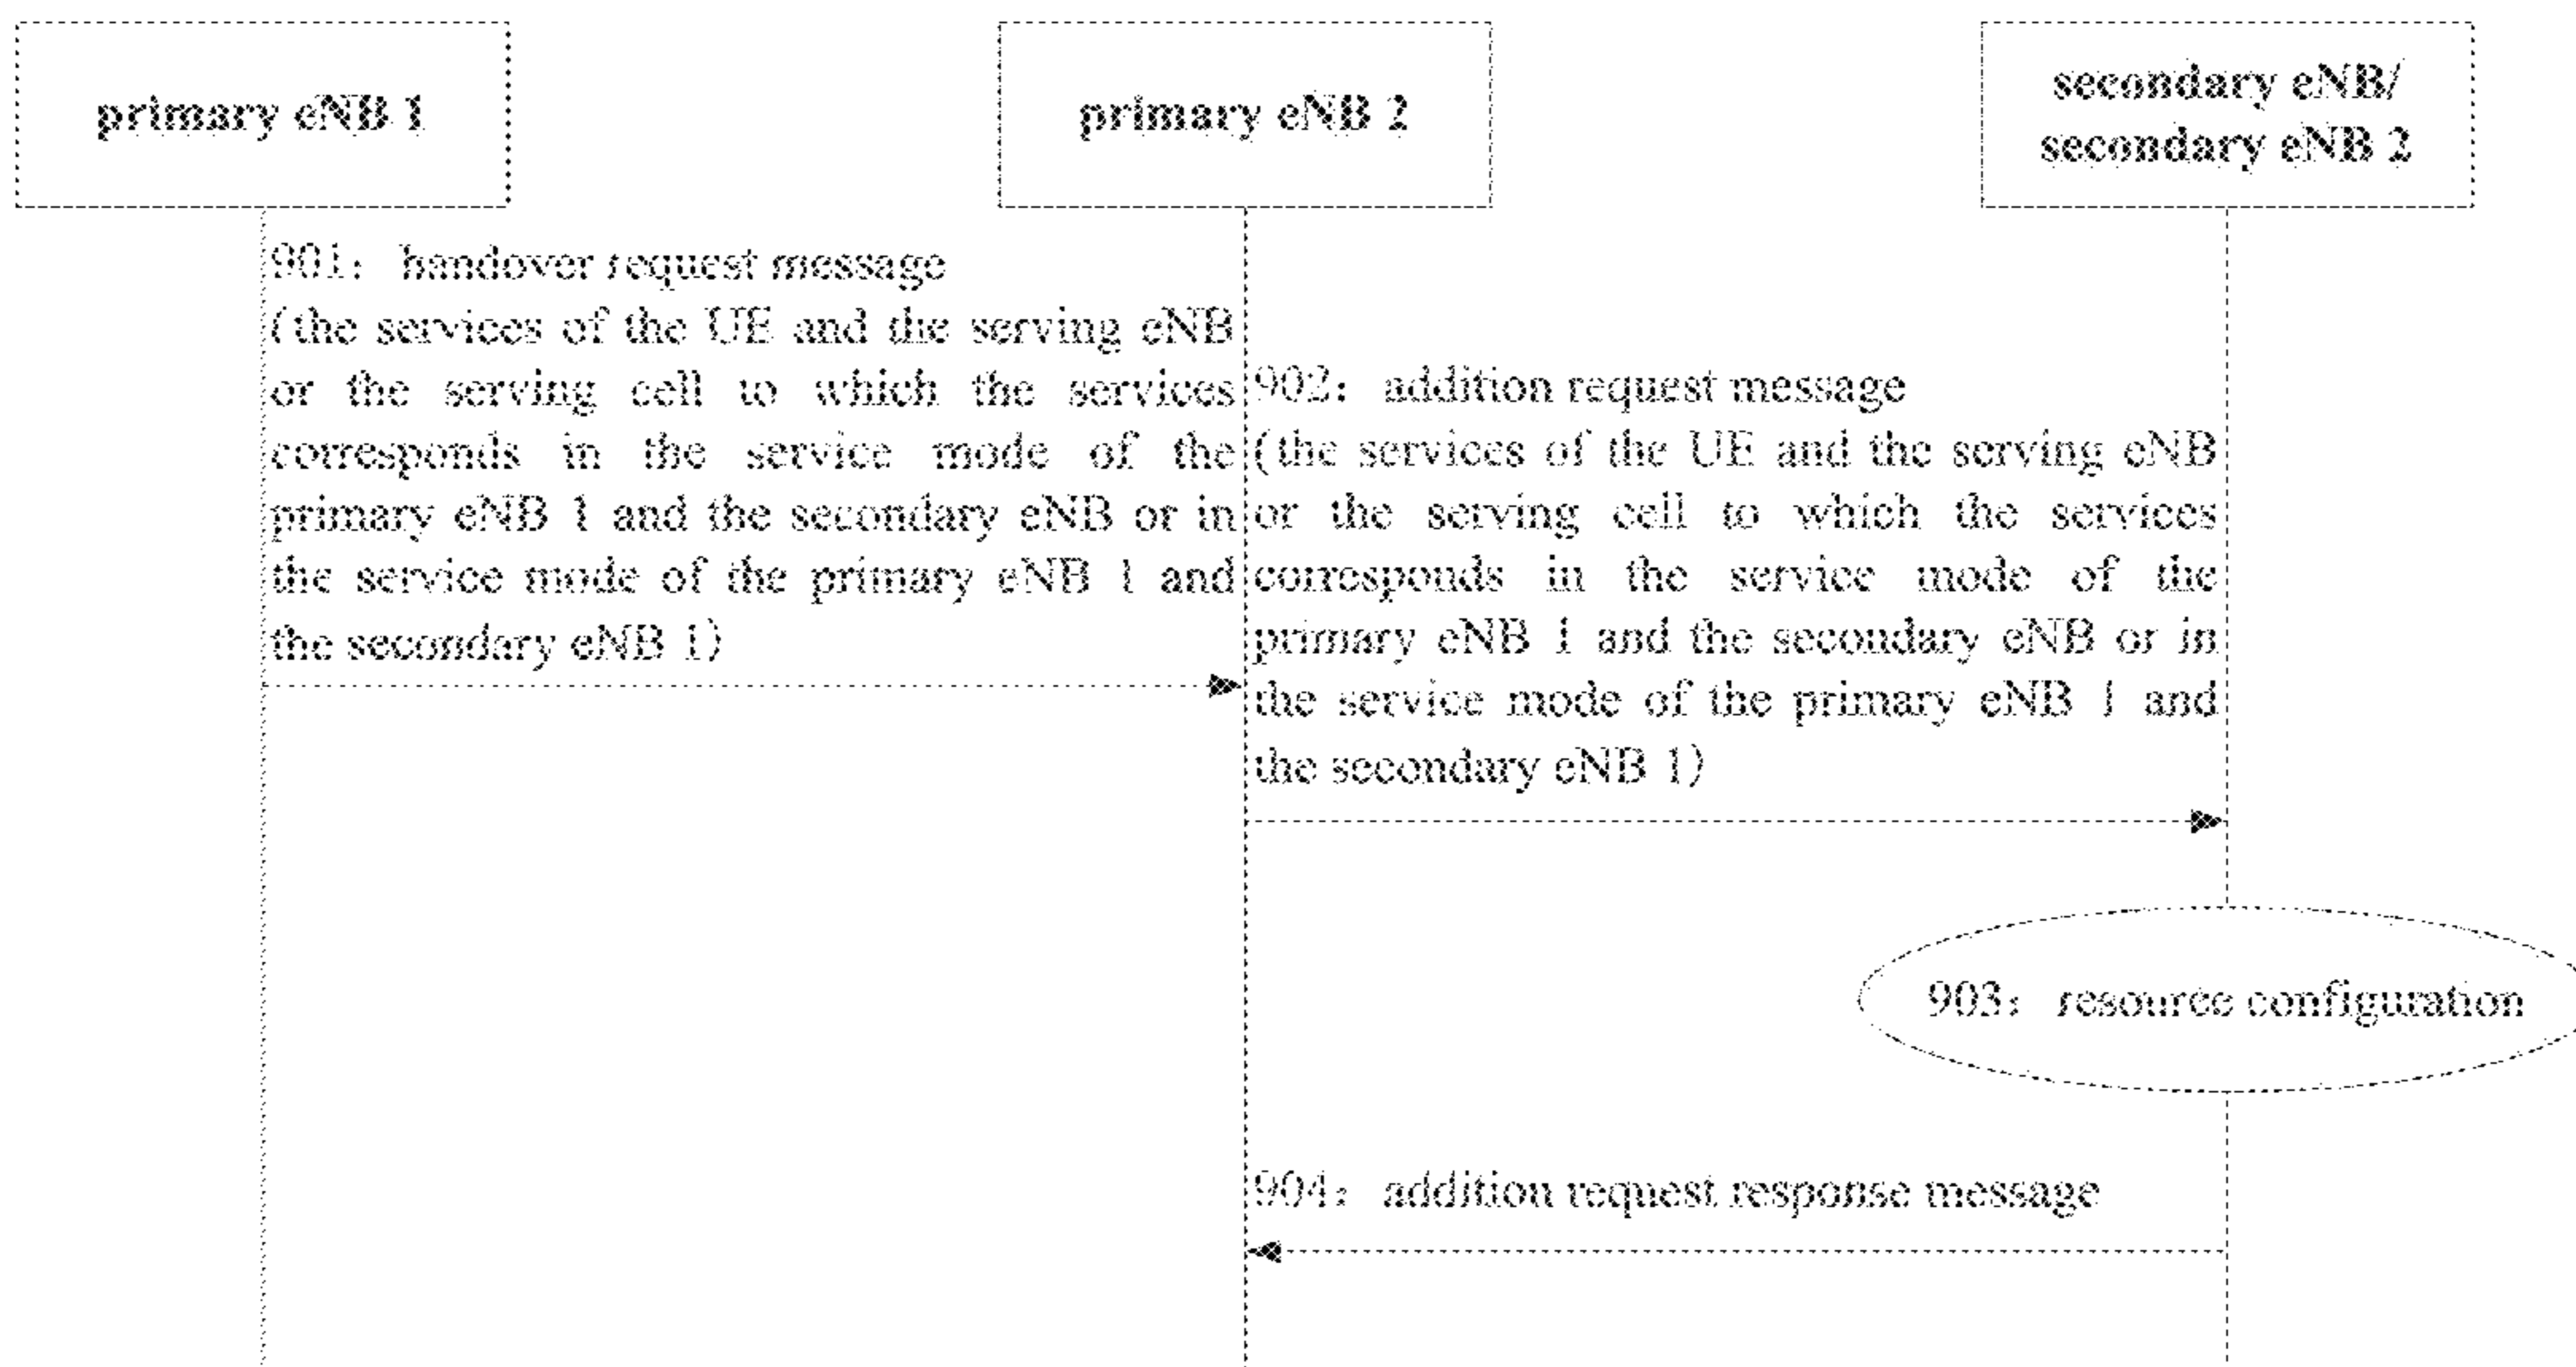 primary eNB 1
primary eNB 2
secondary eNB/
secondary eNB 2
901: handover request message
(the services of the UE and the serving eNB
or the serving cell to which the services
corresponds in the service mode of the
primary eNB 1 and the secondary eNB or in
the service mode of the primary eNB 1 and
the secondary eNB 1)
902: addition request message
(the services of the UE and the serving eNB
or the serving cell to which the services
corresponds in the service mode of the
primary eNB 1 and the secondary eNB or in
the service mode of the primary eNB 1 and
the secondary eNB 1)
903: resource configuration
904: addition request response message